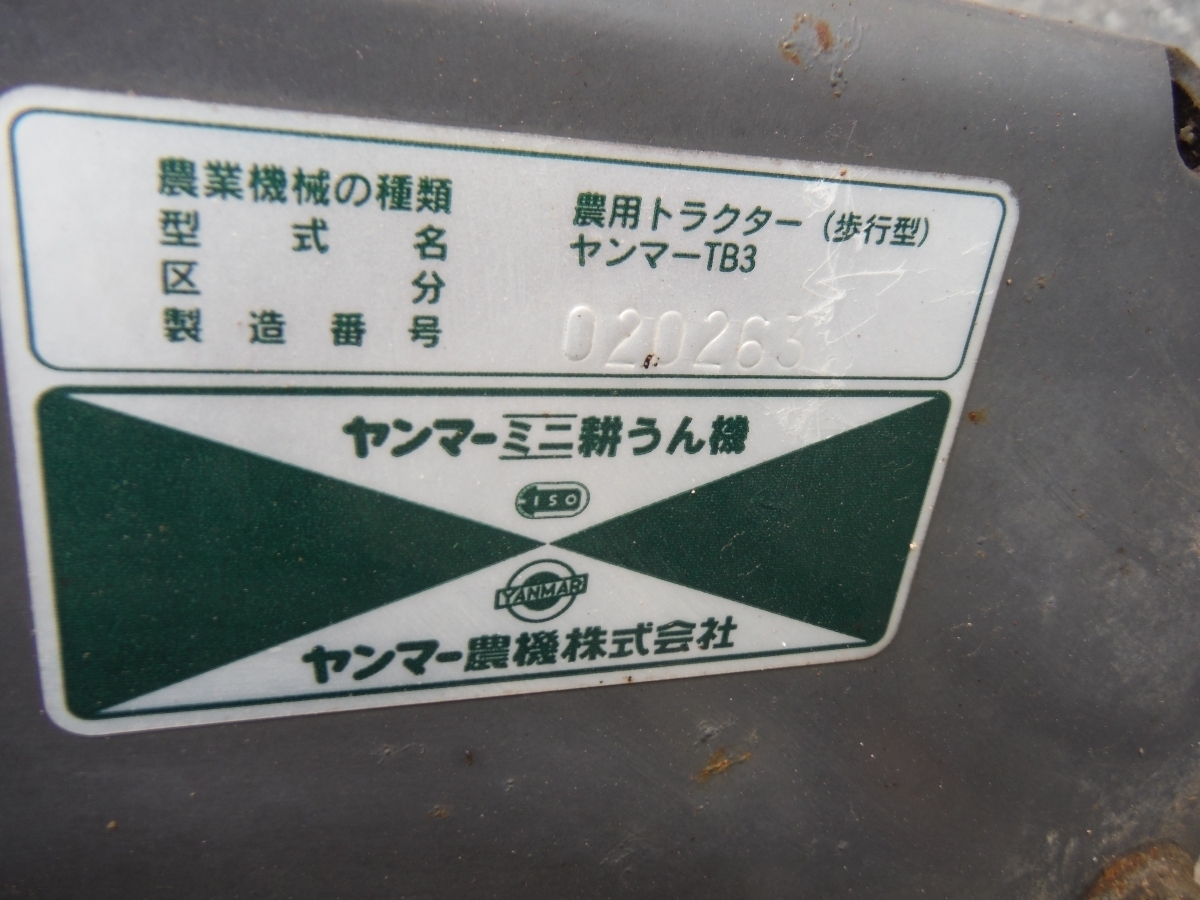 農業機械の種類 農用トラクター (歩行型)
型式名 ヤンマーTB3
区分
製造番号 020263
ヤンマーミニ耕うん機
ISO
YANMAR
ヤンマー農機株式会社